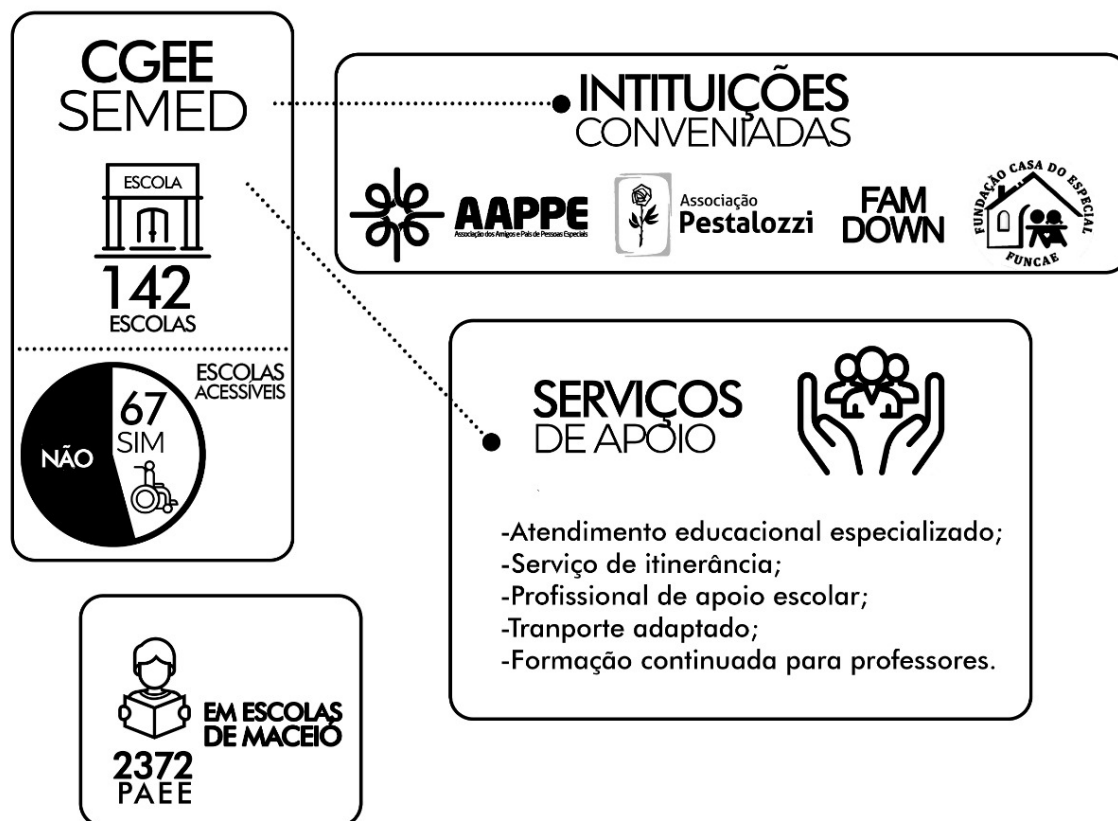 CGEE
SEMED
ESCOLA
142
ESCOLAS
ESCOLAS
ACESSÍVEIS
67
SIM
NÃO
INTITUIÇÕES
CONVENIADAS
AAPPE
Associação dos Amigos e Pais de Pessoas Especiais
Associação
Pestalozzi
FAM
DOWN
FUNDAÇÃO CASA DO ESPECIAL
FUNCAE
SERVIÇOS
DE APOIO
-Atendimento educacional especializado;
-Serviço de itinerância;
-Profissional de apoio escolar;
-Tranporte adaptado;
-Formação continuada para professores.
EM ESCOLAS
DE MACEIÓ
2372
PAEE